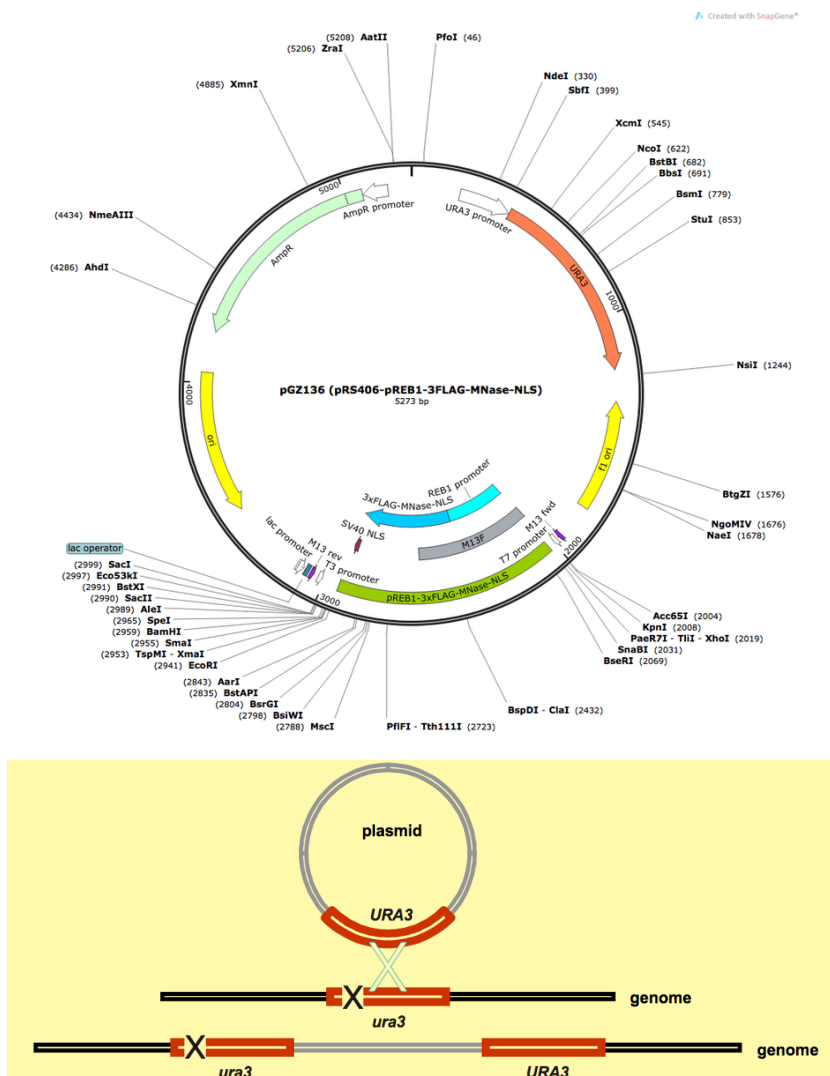 Created with SnapGene®
(5208) AatII
PfoI (46)
(5206) ZraI
(4885) XmnI
NdeI (330)
SbfI (399)
XcmI (545)
NcoI (622)
BstBI (682)
BbsI (691)
BsmI (779)
StuI (853)
5000
AmpR promoter
URA3 promoter
(4434) NmeAIII
AmpR
(4286) AhdI
URA3
1000
NsiI (1244)
4000
pGZ136 (pRS406-pREB1-3FLAG-MNase-NLS)
5273 bp
ori
f1 ori
BtgZI (1576)
NgoMIV (1676)
NaeI (1678)
REB1 promoter
3xFLAG-MNase-NLS
SV40 NLS
M13F
M13 fwd
T7 promoter
2000
lac promoter
M13 rev
T3 promoter
pREB1-3xFLAG-MNase-NLS
3000
lac operator
(2999) SacI
(2997) Eco53kI
(2991) BstXI
(2990) SacII
(2989) AleI
(2965) SpeI
(2959) BamHI
(2955) SmaI
(2953) TspMI - XmaI
(2941) EcoRI
(2843) AarI
(2835) BstAPI
(2804) BsrGI
(2798) BsiWI
(2788) MscI
PflFI - Tth111I (2723)
BspDI - ClaI (2432)
Acc65I (2004)
KpnI (2008)
PaeR7I - TliI - XhoI (2019)
SnaBI (2031)
BseRI (2069)
plasmid
URA3
X
genome
ura3
X
genome
ura3
URA3